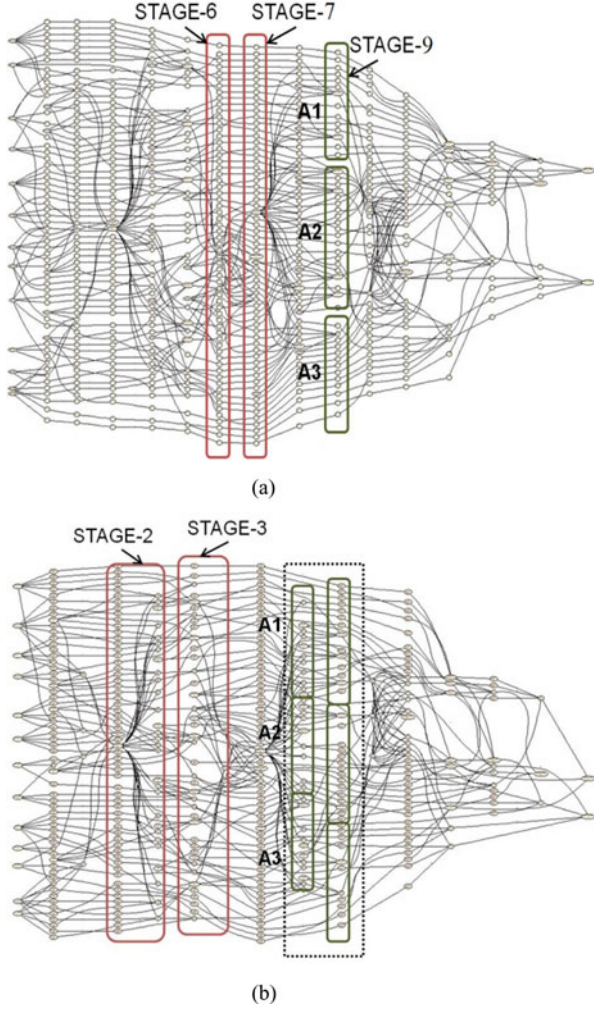 STAGE-6
STAGE-7
STAGE-9
A1
A2
A3
(a)
STAGE-2
STAGE-3
A1
A2
A3
(b)